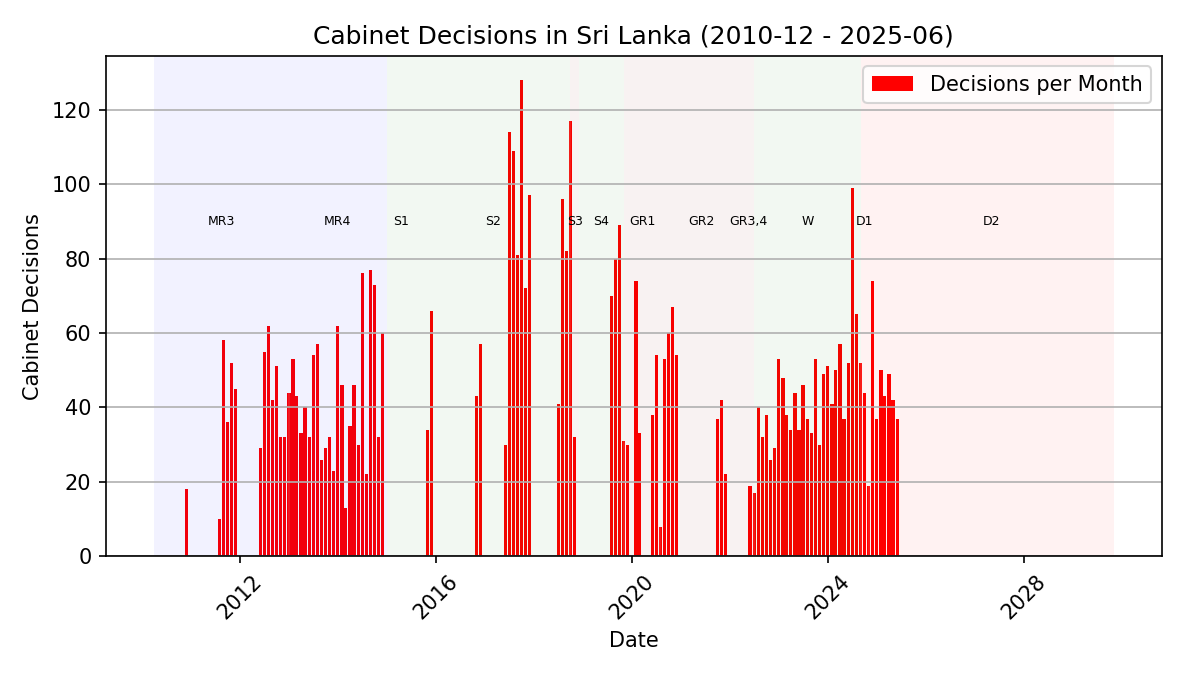 Cabinet Decisions in Sri Lanka (2010-12 - 2025-06)
Decisions per Month
120
100
80
60
40
20
0
Cabinet Decisions
MR3 MR4 S1 S2 S3 S4 GR1 GR2 GR3,4 W D1 D2
2012 2016 2020 2024 2028
Date